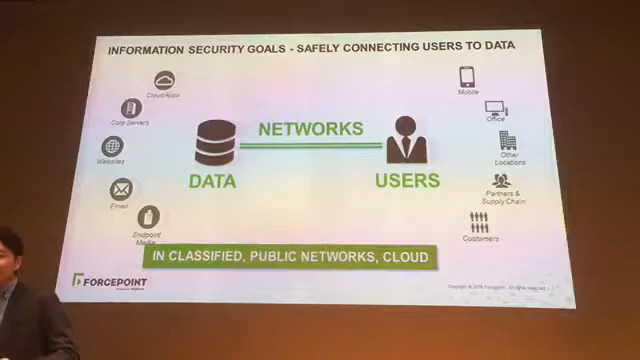 INFORMATION SECURITY GOALS - SAFELY CONNECTING USERS TO DATA
Cloud Apps
Corp Servers
Websites
Email
Endpoint
Media
NETWORKS
DATA
USERS
Mobile
Office
Other
Locations
Partners &
Supply Chain
Customers
IN CLASSIFIED, PUBLIC NETWORKS, CLOUD
FORCEPOINT